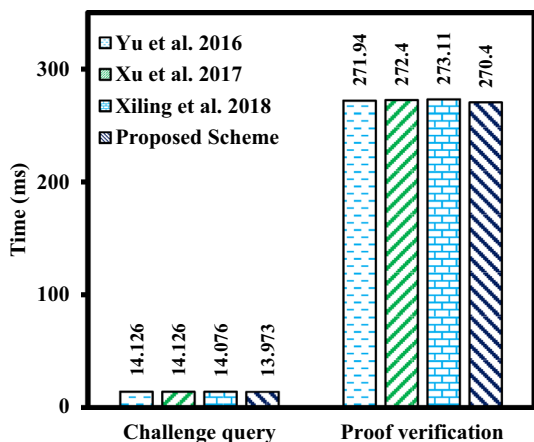 Yu et al. 2016
Xu et al. 2017
Xiling et al. 2018
Proposed Scheme
Time (ms)
300
200
100
0
14.126
14.126
14.076
13.973
271.94
272.4
273.11
270.4
Challenge query
Proof verification